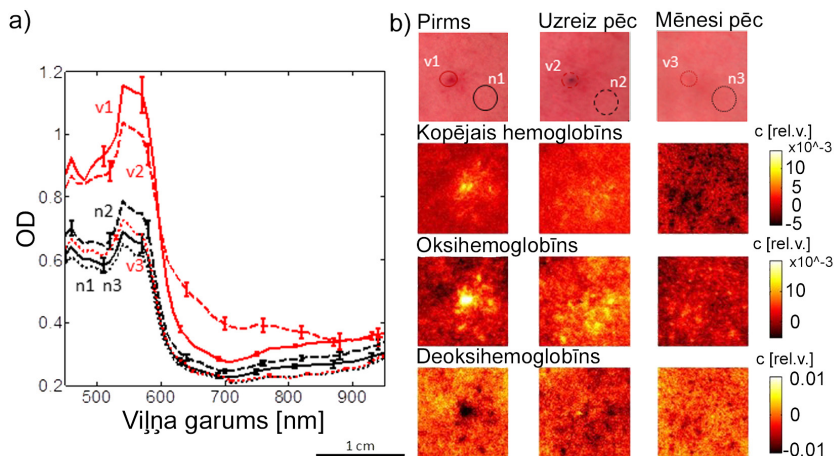 a)
1.2
1
0.8
0.6
0.4
0.2
OD
v1
v2
n2
v3
n1 n3
500 600 700 800 900
Viļņa garums [nm]
1 cm
b) Pirms Uzreiz pēc Mēnesi pēc
v1 n1 v2 n2 v3 n3
Kopējais hemoglobīns c [rel.v.]
x10^-3
10
5
0
-5
Oksihemoglobīns c [rel.v.]
x10^-3
10
5
0
Deoksihemoglobīns c [rel.v.]
0.01
0
-0.01